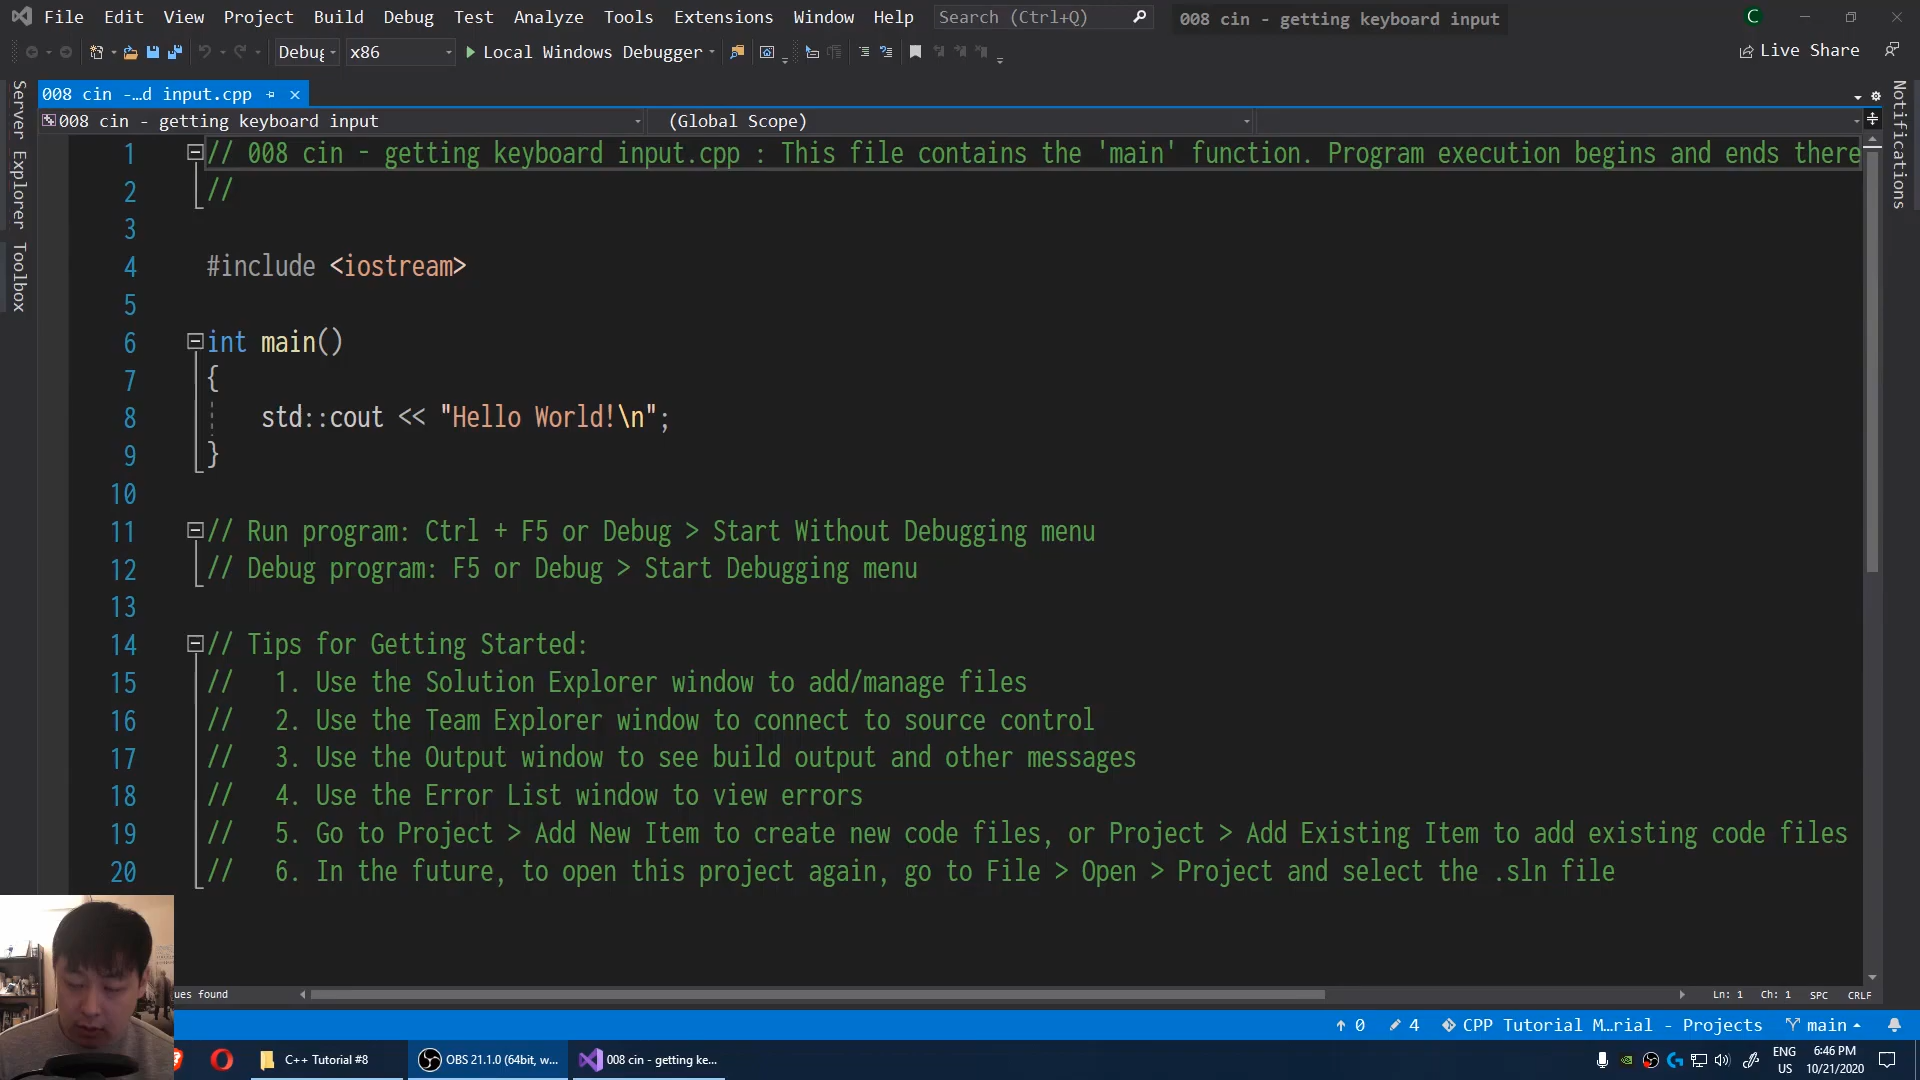 File Edit View Project Build Debug Test Analyze Tools Extensions Window Help Search (Ctrl+Q) 008 cin - getting keyboard input C
Debug x86 Local Windows Debugger Live Share
008 cin -…d input.cpp
008 cin - getting keyboard input (Global Scope)
Server Explorer
Toolbox
Notifications
1 // 008 cin - getting keyboard input.cpp : This file contains the 'main' function. Program execution begins and ends there
2 //
3
4 #include <iostream>
5
6 int main()
7 {
8 std::cout << "Hello World!\n";
9 }
10
11 // Run program: Ctrl + F5 or Debug > Start Without Debugging menu
12 // Debug program: F5 or Debug > Start Debugging menu
13
14 // Tips for Getting Started:
15 // 1. Use the Solution Explorer window to add/manage files
16 // 2. Use the Team Explorer window to connect to source control
17 // 3. Use the Output window to see build output and other messages
18 // 4. Use the Error List window to view errors
19 // 5. Go to Project > Add New Item to create new code files, or Project > Add Existing Item to add existing code files
20 // 6. In the future, to open this project again, go to File > Open > Project and select the .sln file
ues found Ln: 1 Ch: 1 SPC CRLF
0 4 CPP Tutorial M…rial - Projects main
C++ Tutorial #8 OBS 21.1.0 (64bit, w... 008 cin - getting ke... ENG US 6:46 PM 10/21/2020